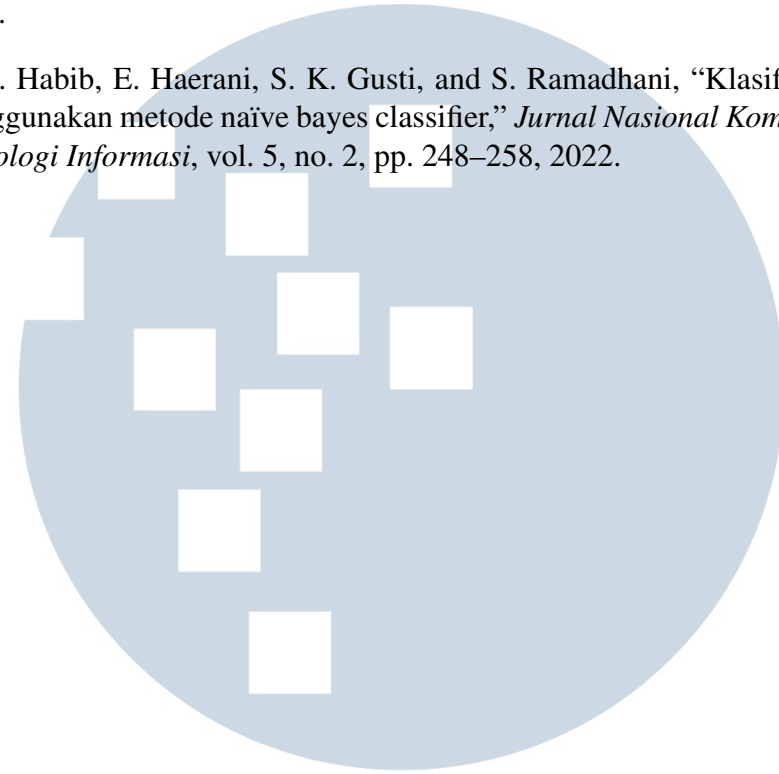 .
. Habib, E. Haerani, S. K. Gusti, and S. Ramadhani, “Klasif
ggunakan metode naïve bayes classifier,” Jurnal Nasional Kom
ologi Informasi, vol. 5, no. 2, pp. 248–258, 2022.